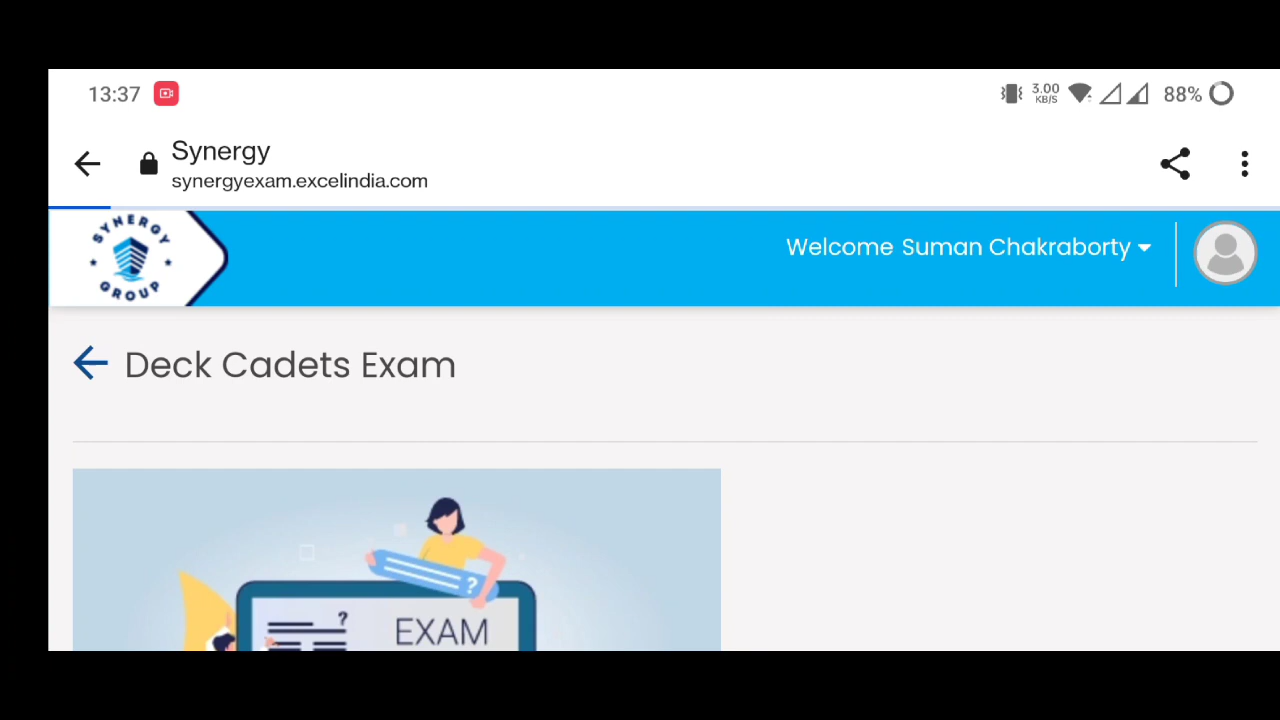 13:37
3.00
KB/S
88%
Synergy
synergyexam.excelindia.com
SYNERGY
GROUP
Welcome Suman Chakraborty
Deck Cadets Exam
?
?
EXAM